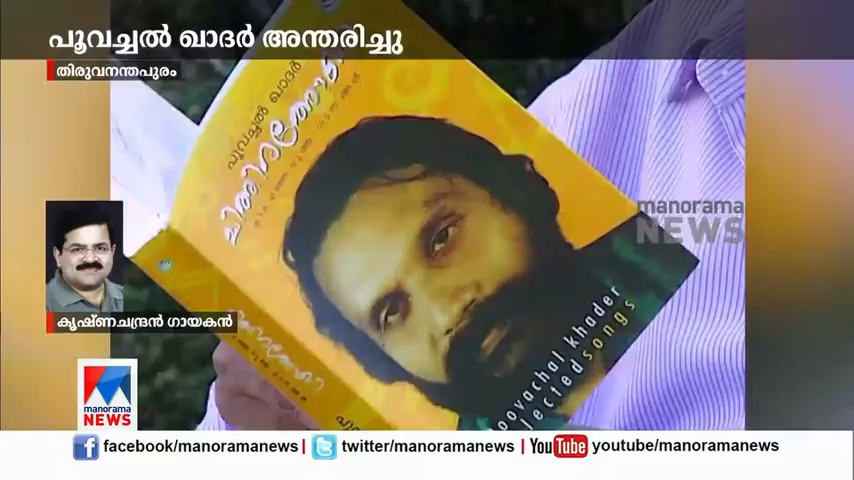 പൂവച്ചൽ ഖാദർ അന്തരിച്ചു
തിരുവനന്തപുരം
പൂവച്ചൽ ഖാദർ
poovachal khader
selected songs
manorama
NEWS
കൃഷ്ണചന്ദ്രൻ ഗായകൻ
manorama
NEWS
facebook/manoramanews
twitter/manoramanews
YouTube youtube/manoramanews